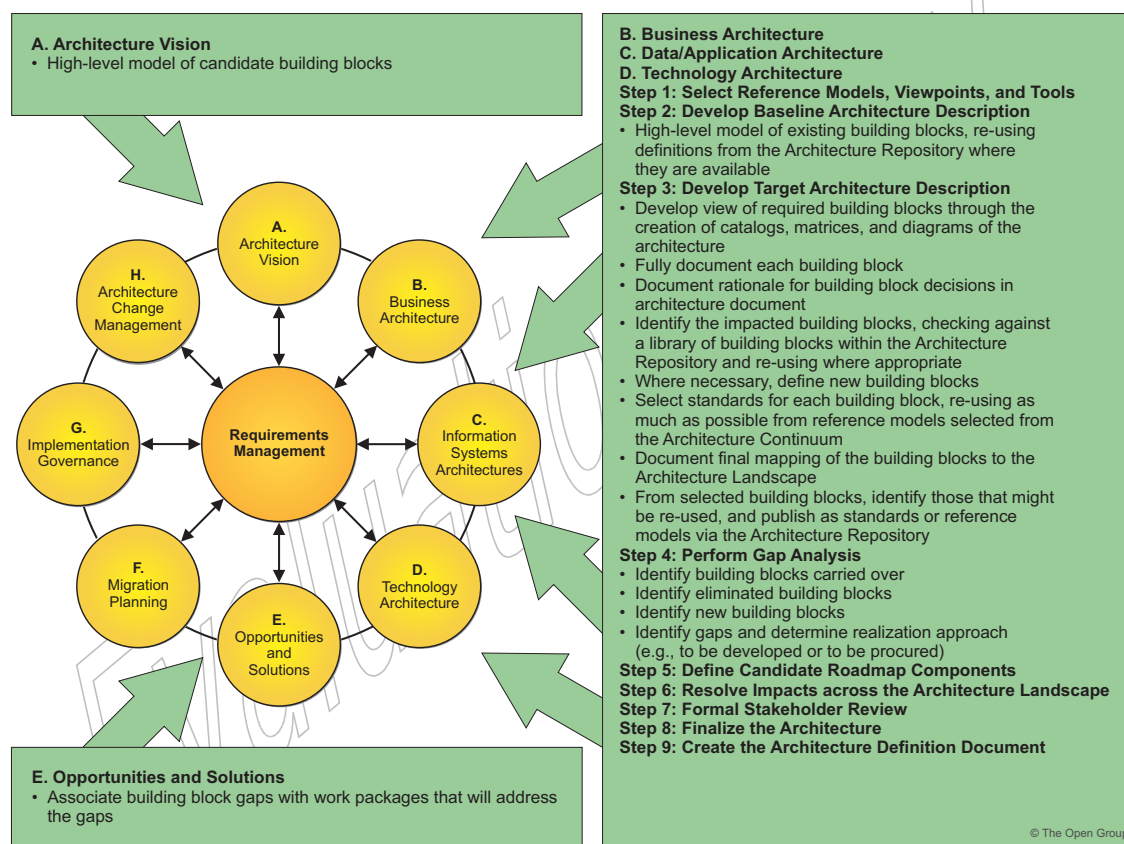 A. Architecture Vision
• High-level model of candidate building blocks
A.
Architecture
Vision
B.
Business
Architecture
C.
Information
Systems
Architectures
D.
Technology
Architecture
E.
Opportunities
and
Solutions
F.
Migration
Planning
G.
Implementation
Governance
H.
Architecture
Change
Management
Requirements
Management
E. Opportunities and Solutions
• Associate building block gaps with work packages that will address
the gaps
B. Business Architecture
C. Data/Application Architecture
D. Technology Architecture
Step 1: Select Reference Models, Viewpoints, and Tools
Step 2: Develop Baseline Architecture Description
• High-level model of existing building blocks, re-using
definitions from the Architecture Repository where
they are available
Step 3: Develop Target Architecture Description
• Develop view of required building blocks through the
creation of catalogs, matrices, and diagrams of the
architecture
• Fully document each building block
• Document rationale for building block decisions in
architecture document
• Identify the impacted building blocks, checking against
a library of building blocks within the Architecture
Repository and re-using where appropriate
• Where necessary, define new building blocks
• Select standards for each building block, re-using as
much as possible from reference models selected from
the Architecture Continuum
• Document final mapping of the building blocks to the
Architecture Landscape
• From selected building blocks, identify those that might
be re-used, and publish as standards or reference
models via the Architecture Repository
Step 4: Perform Gap Analysis
• Identify building blocks carried over
• Identify eliminated building blocks
• Identify new building blocks
• Identify gaps and determine realization approach
(e.g., to be developed or to be procured)
Step 5: Define Candidate Roadmap Components
Step 6: Resolve Impacts across the Architecture Landscape
Step 7: Formal Stakeholder Review
Step 8: Finalize the Architecture
Step 9: Create the Architecture Definition Document
© The Open Group